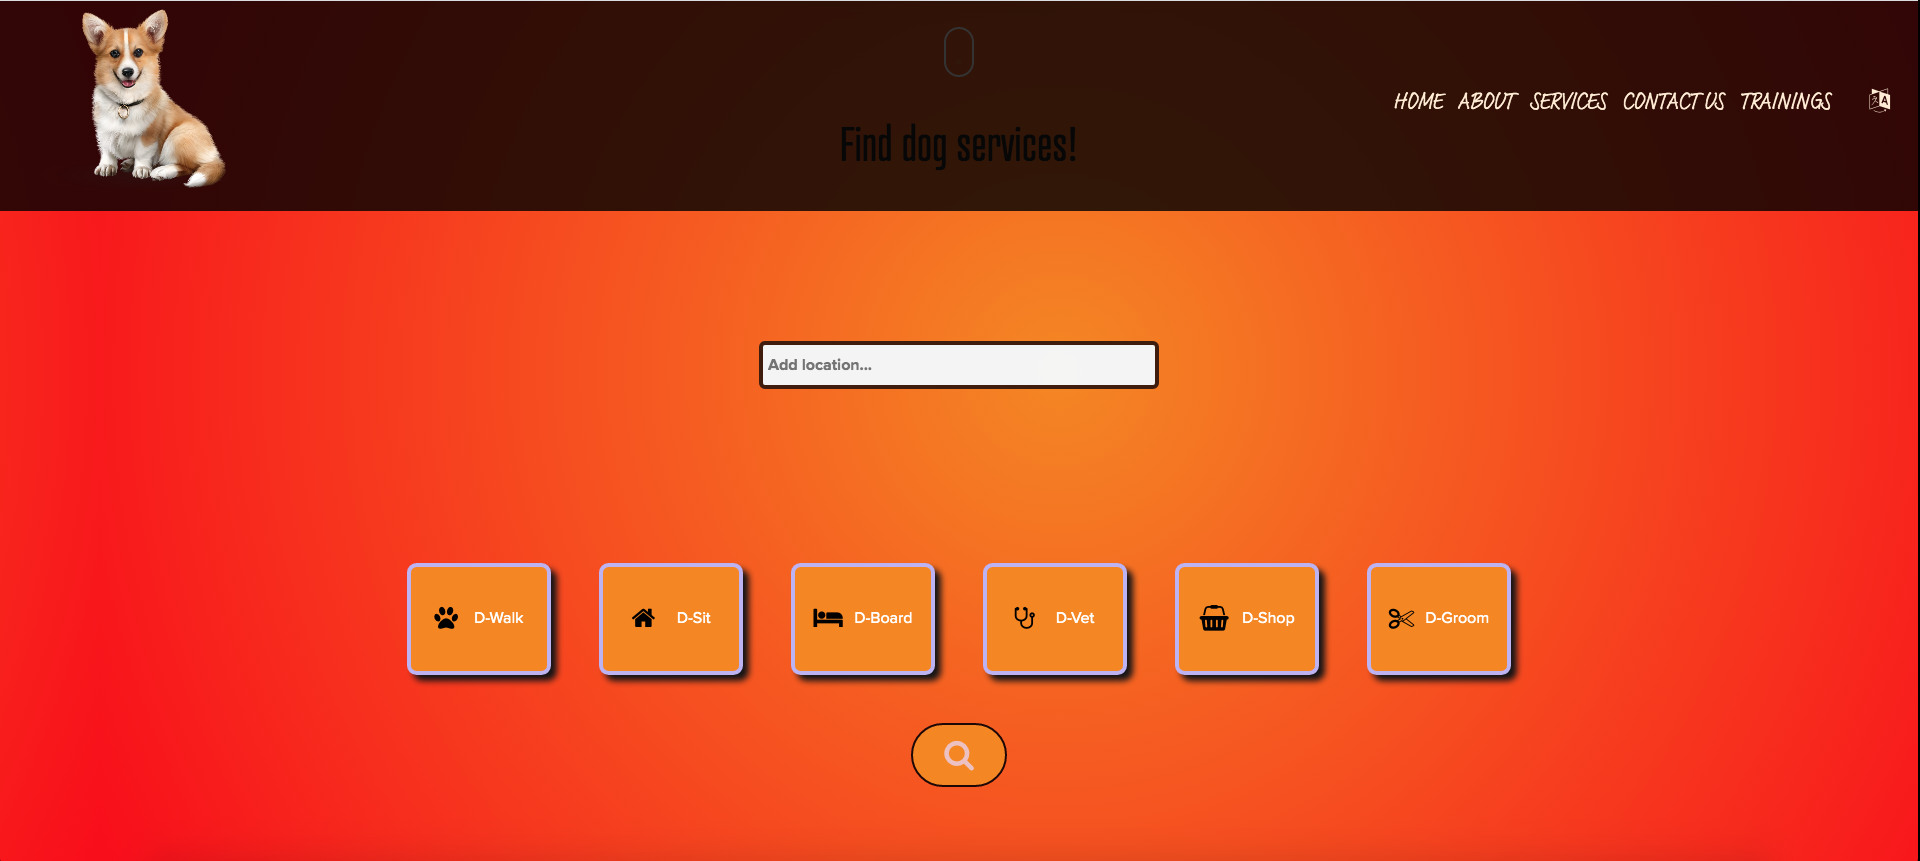 HOME ABOUT SERVICES CONTACT US TRAININGS
Find dog services!
Add location...
D-Walk
D-Sit
D-Board
D-Vet
D-Shop
D-Groom